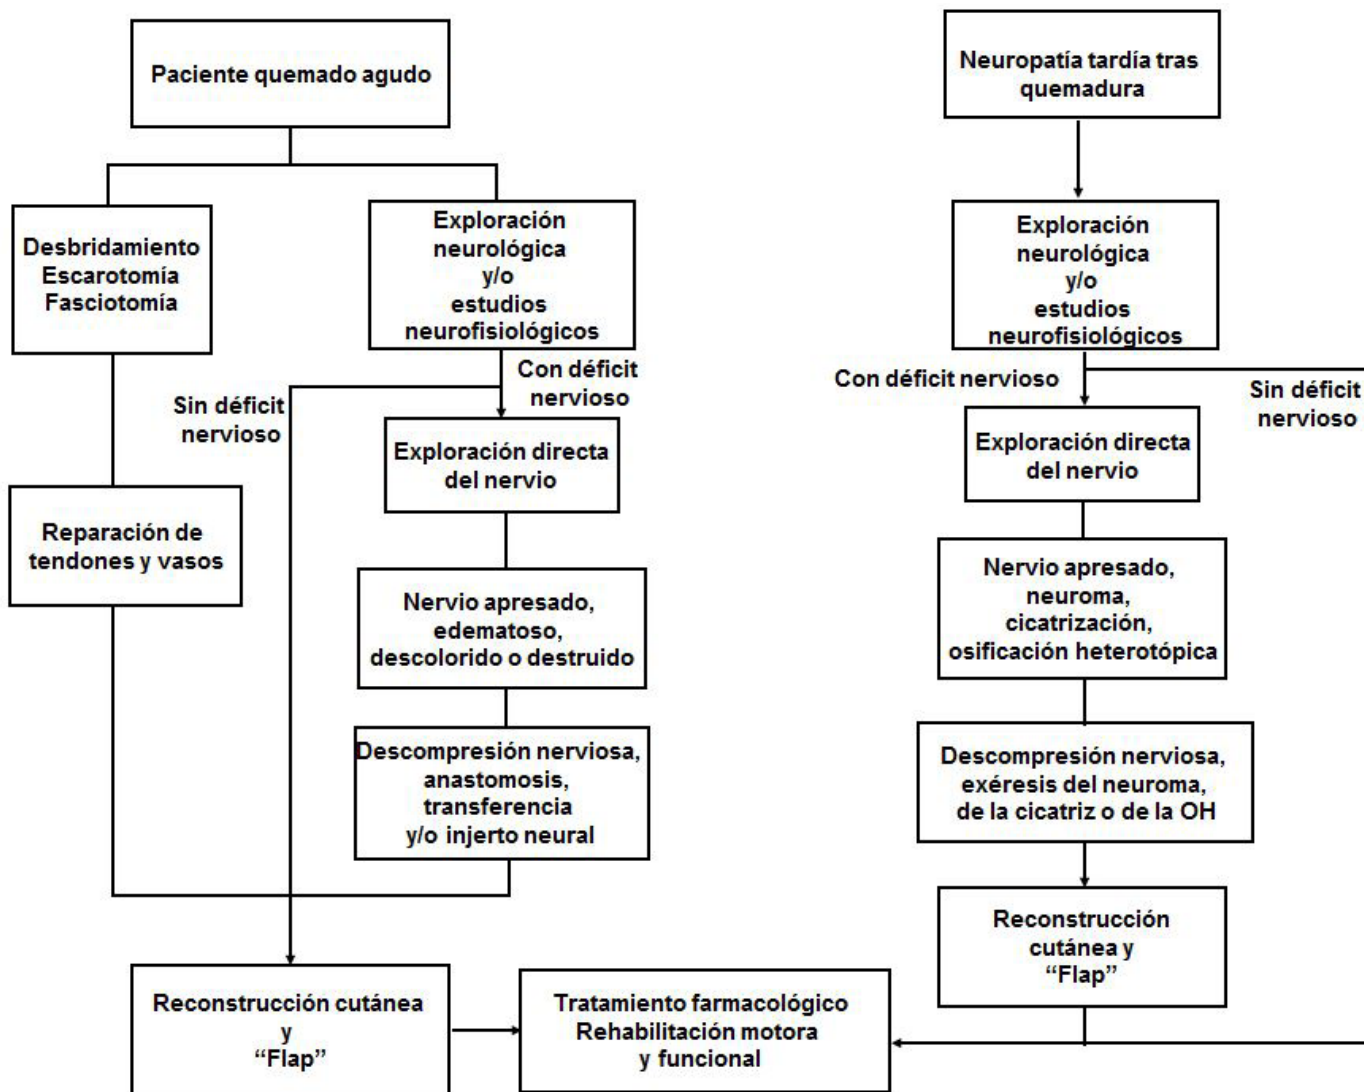 Paciente quemado agudo
Desbridamiento
Escarotomía
Fasciotomía
Exploración
neurológica
y/o
estudios
neurofisiológicos
Sin déficit
nervioso
Con déficit
nervioso
Reparación de
tendones y vasos
Exploración directa
del nervio
Nervio apresado,
edematoso,
descolorido o destruido
Descompresión nerviosa,
anastomosis,
transferencia
y/o injerto neural
Reconstrucción cutánea
y
“Flap”
Tratamiento farmacológico
Rehabilitación motora
y funcional
Neuropatía tardía tras
quemadura
Exploración
neurológica
y/o
estudios
neurofisiológicos
Con déficit nervioso
Sin déficit
nervioso
Exploración directa
del nervio
Nervio apresado,
neuroma,
cicatrización,
osificación heterotópica
Descompresión nerviosa,
exéresis del neuroma,
de la cicatriz o de la OH
Reconstrucción
cutánea y
“Flap”